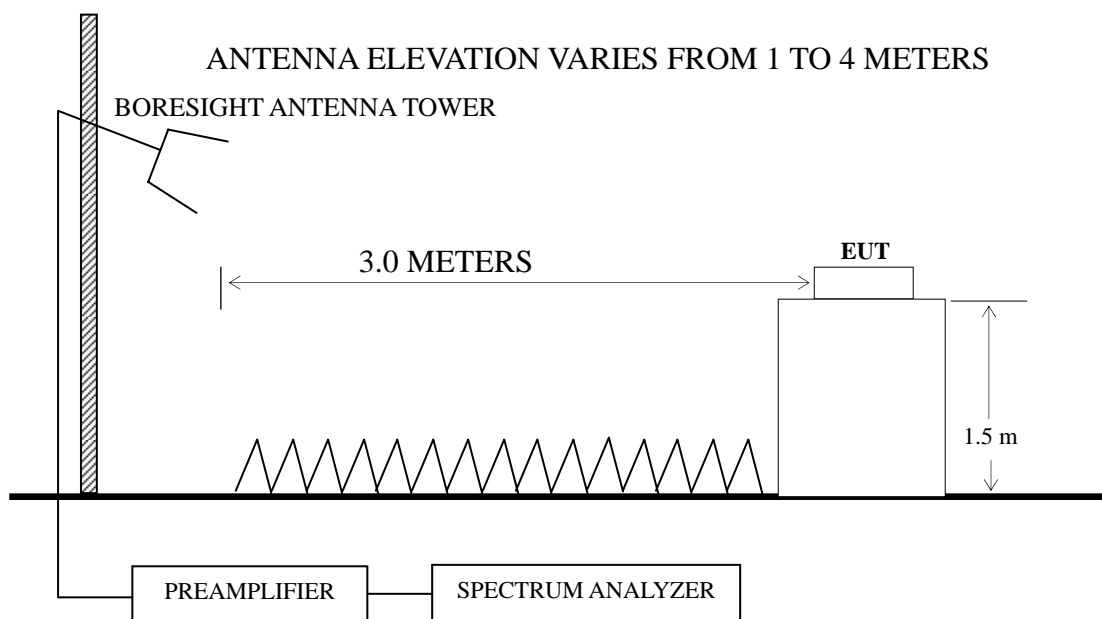 ANTENNA ELEVATION VARIES FROM 1 TO 4 METERS
BORESIGHT ANTENNA TOWER
3.0 METERS
EUT
1.5 m
PREAMPLIFIER
SPECTRUM ANALYZER